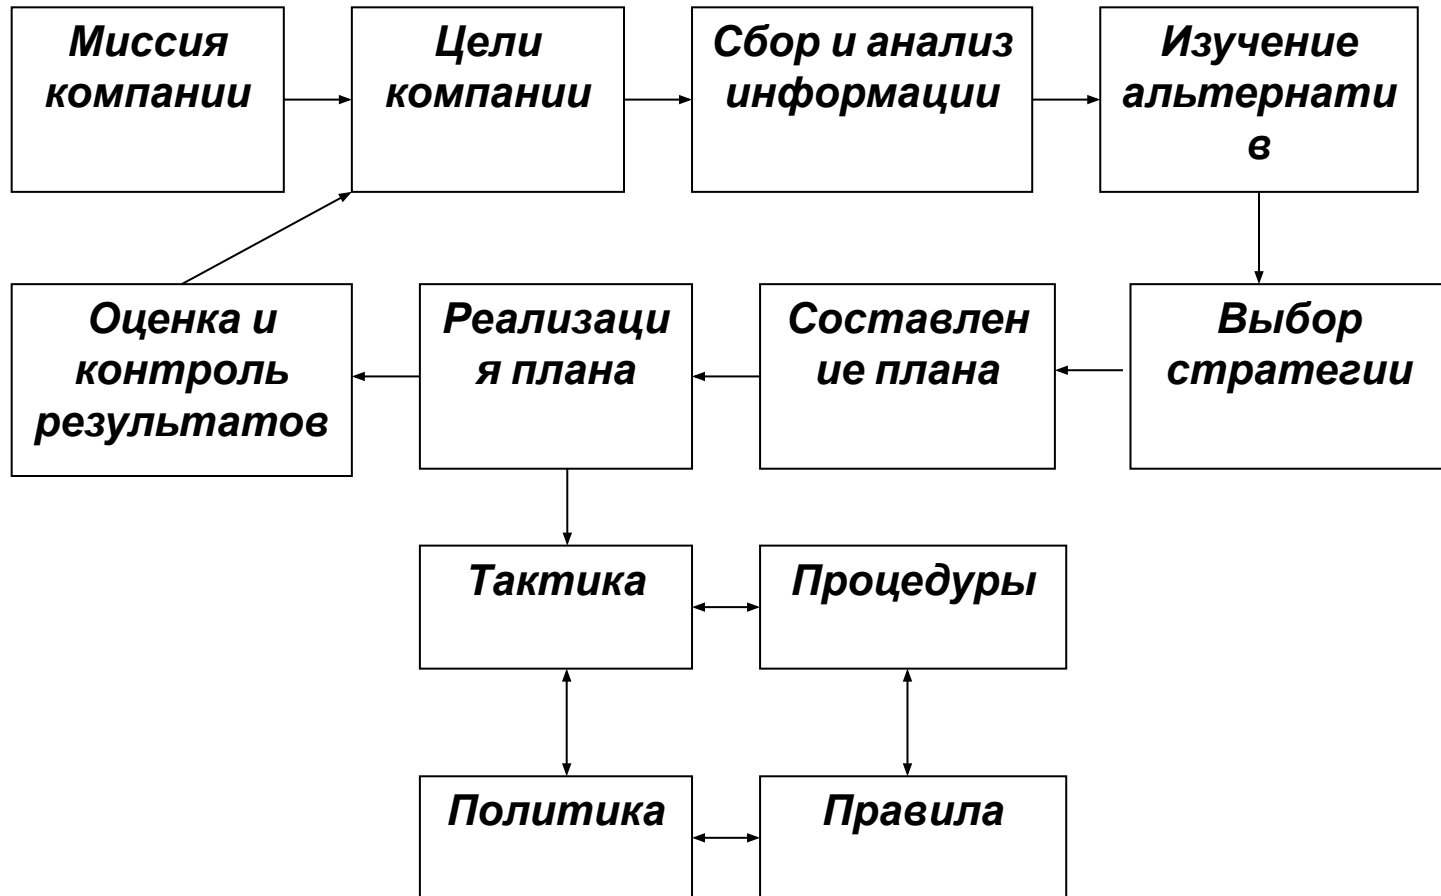 Миссия
компании
Цели
компании
Сбор и анализ
информации
Изучение
альтернати
в
Оценка и
контроль
результатов
Реализаци
я плана
Составлен
ие плана
Выбор
стратегии
Тактика
Процедуры
Политика
Правила